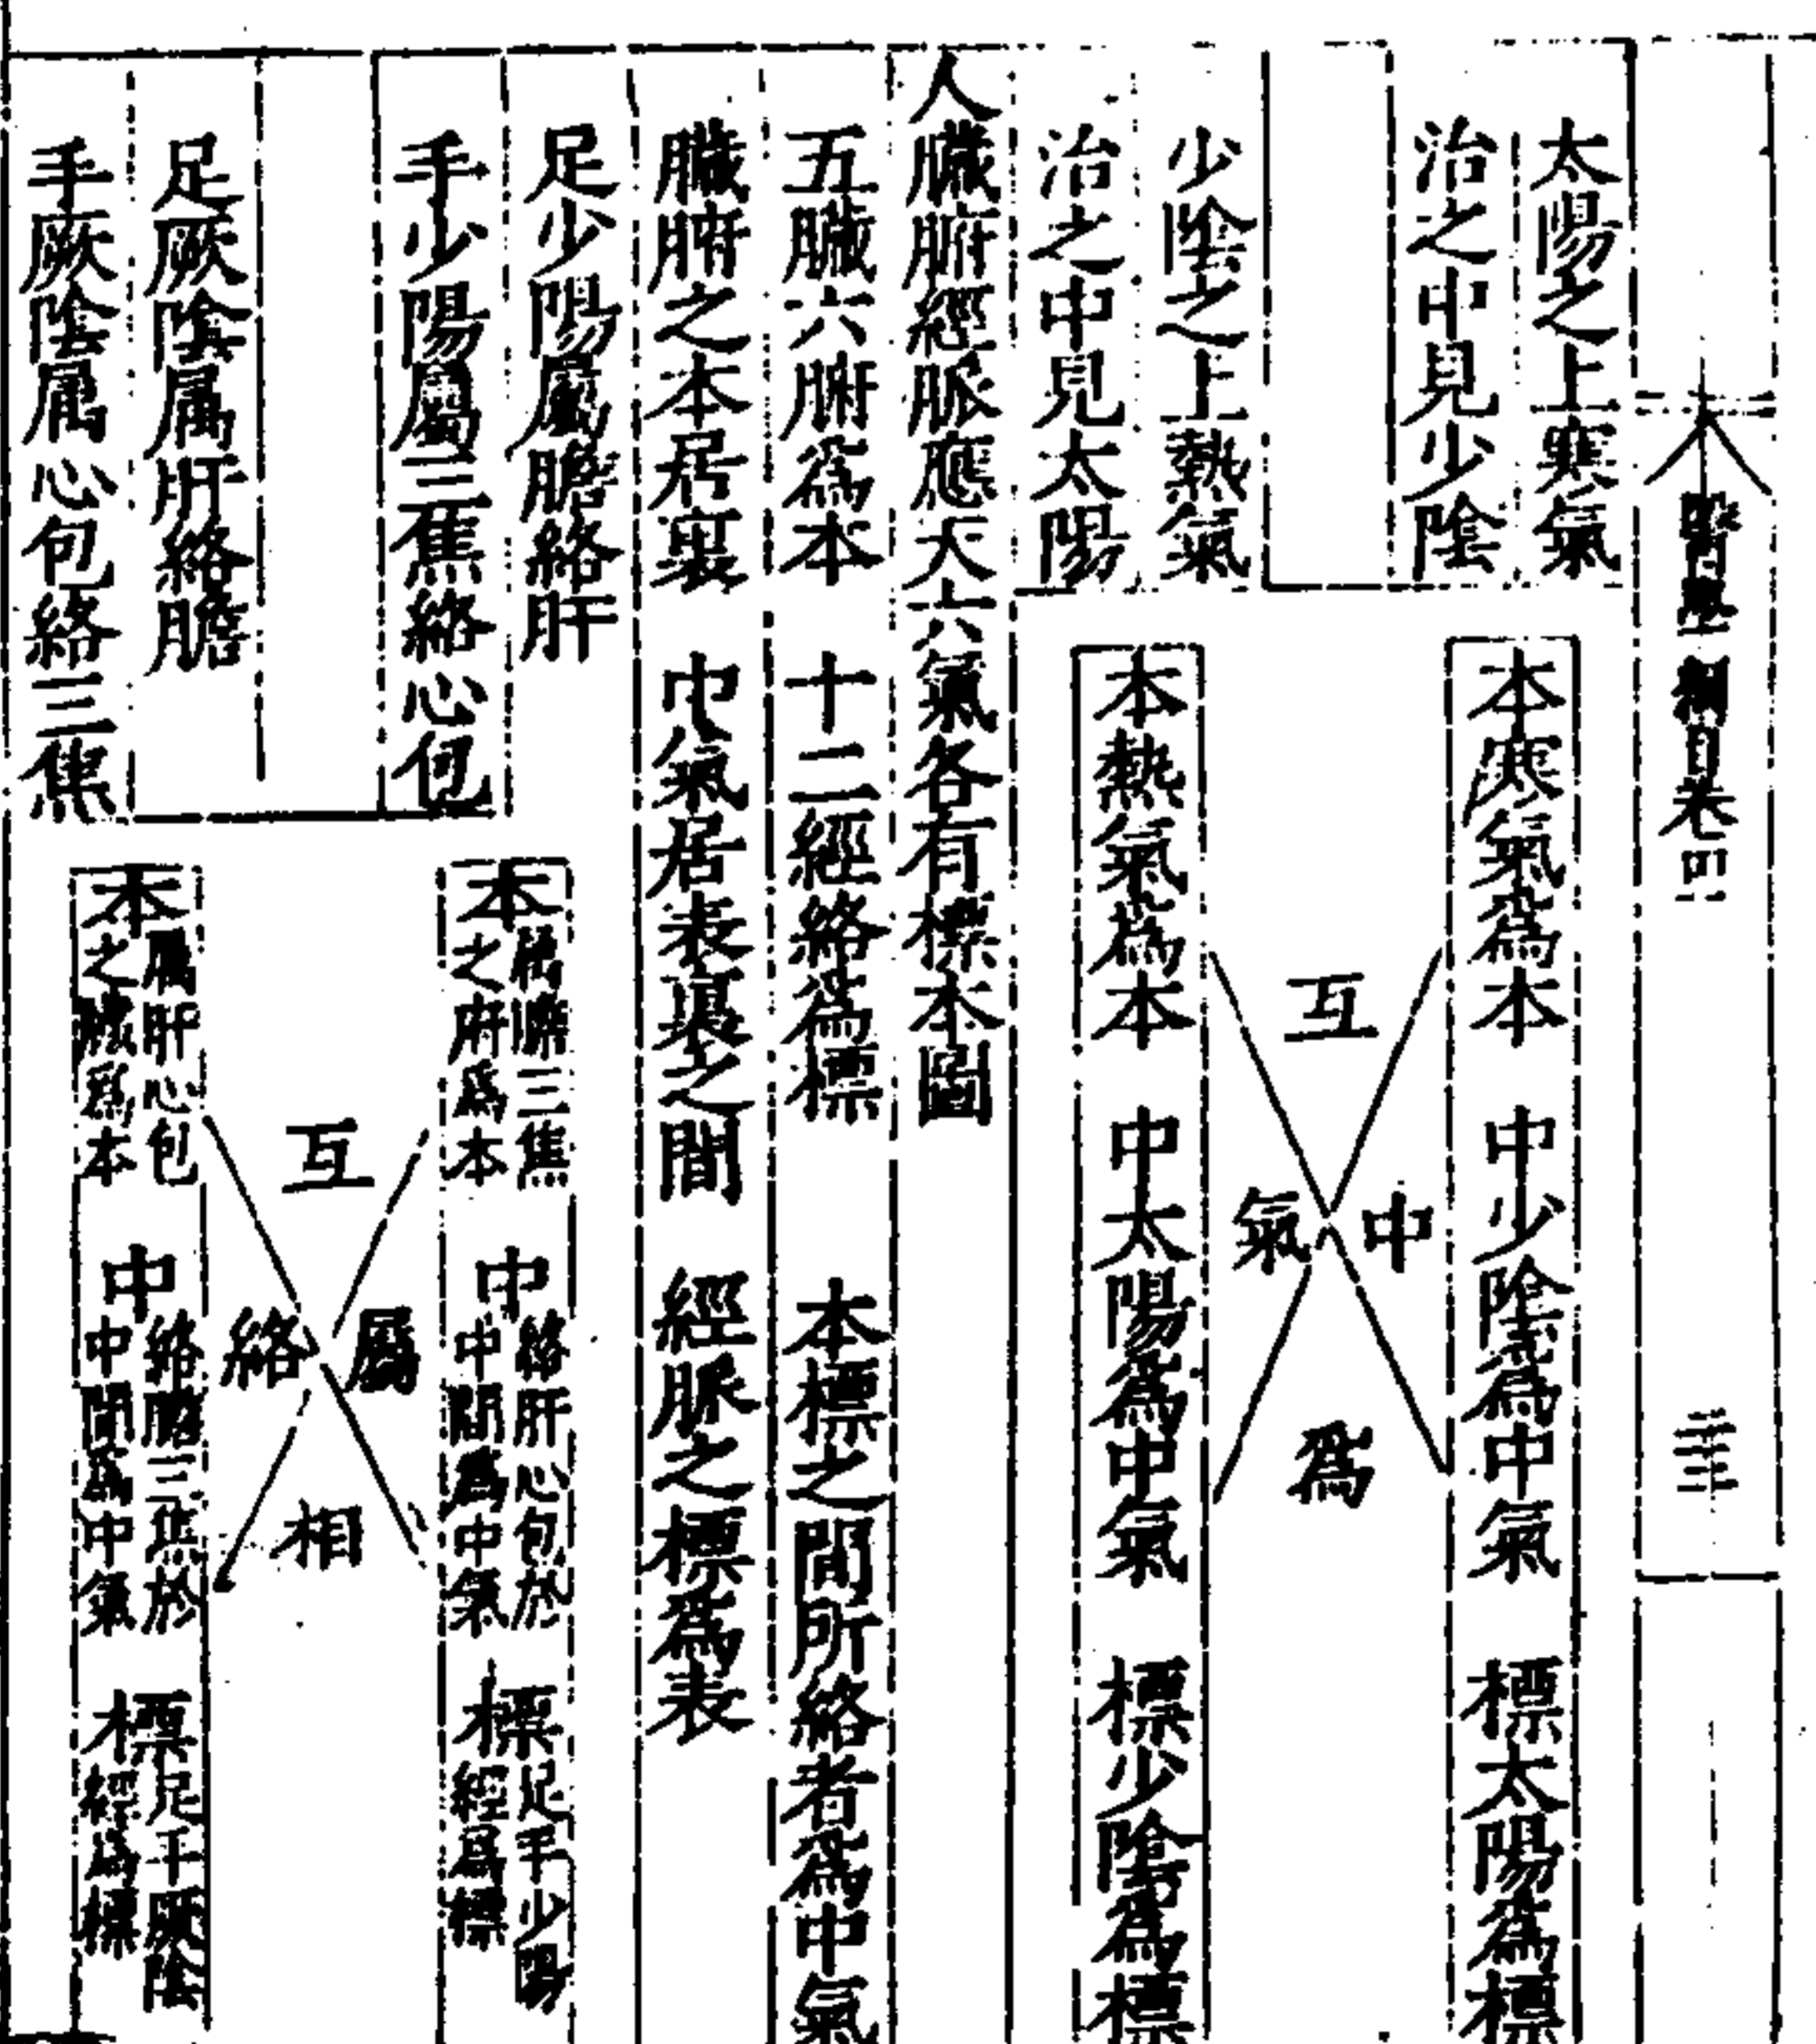 醫學綱目卷四
太陽之上寒氣
治之中見少陰
本寒氣為本　中少陰為中氣　標太陽為標
互
中
氣
為
少陰之上熱氣
治之中見太陽
本熱氣為本　中太陽為中氣　標少陰為標
人臟腑經脈應天六氣各有標本圖
五臟六腑為本　十二經絡為標　本標之間所絡者為中氣
臟腑之本居裏　中氣居表裏之間　經脈之標為表
足少陽屬膽絡肝
手少陽屬三焦絡心包
本
膽三焦
之府為本
中
絡肝心包於
中間為中氣
標
足手少陽
經為標
互
屬
絡
相
足厥陰属肝絡膽
手厥陰属心包絡三焦
本
屬肝心包
之臟為本
中
絡膽三焦於
中間為中氣
標
足手厥陰
經為標